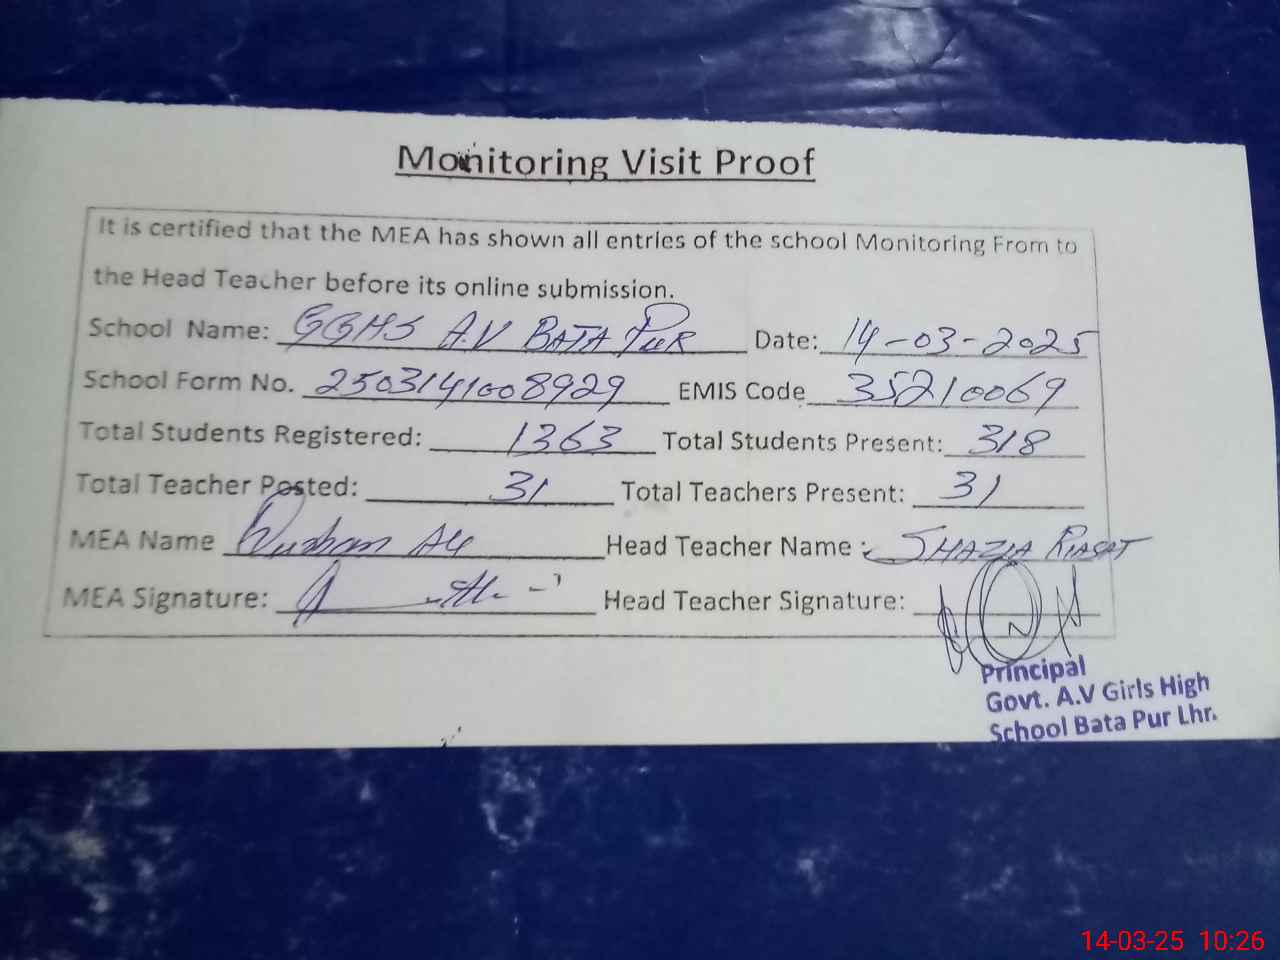 Monitoring Visit Proof
It is certified that the MEA has shown all entries of the school Monitoring From to
the Head Teacher before its online submission.
School Name: GGHS A.V BATA PUR Date: 14-03-2025
School Form No. 2503141008929 EMIS Code 35210069
Total Students Registered: 1363 Total Students Present: 318
Total Teacher Posted: 31 Total Teachers Present: 31
MEA Name Ali Head Teacher Name : SHAZIA RIASAT
MEA Signature: Head Teacher Signature:
Principal
Govt. A.V Girls High
School Bata Pur Lhr.
14-03-25 10:26